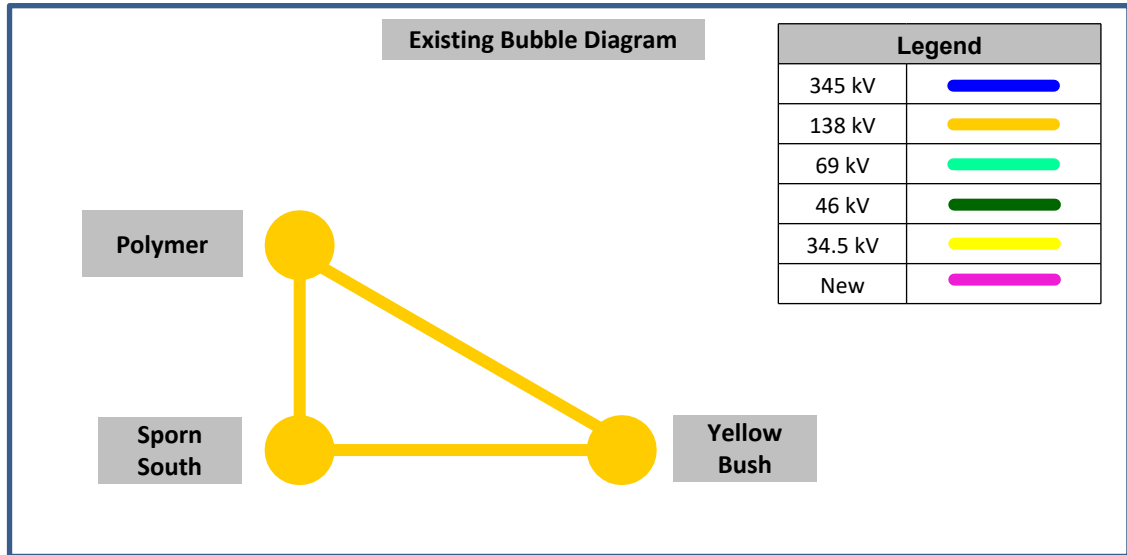 Existing Bubble Diagram
Legend
345 kV
138 kV
69 kV
46 kV
34.5 kV
New
Polymer
Sporn
South
Yellow
Bush